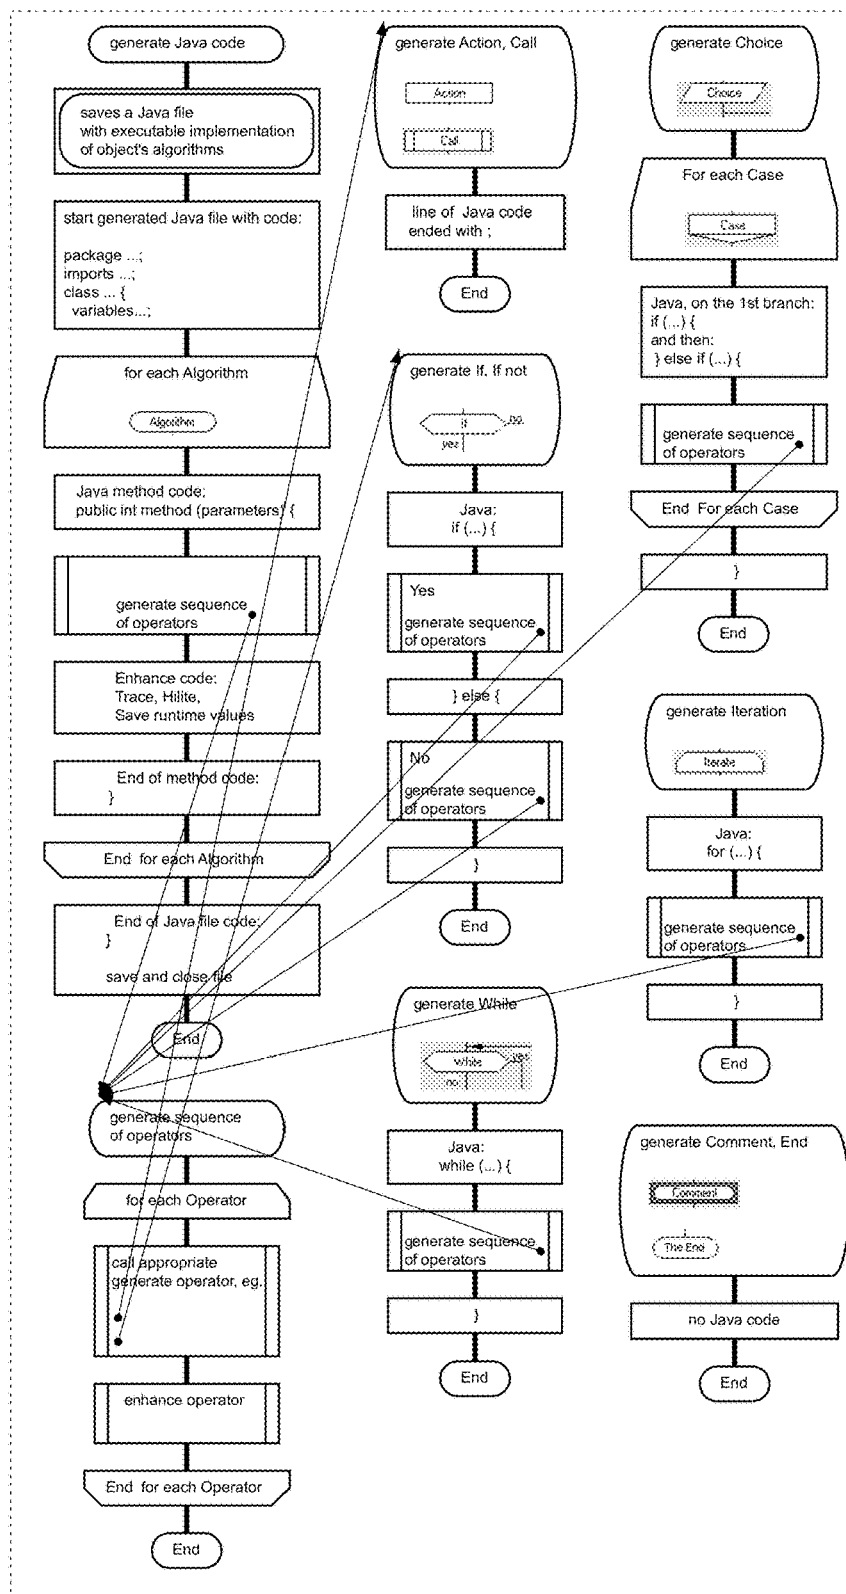 generate Java code
saves a Java file
with executable implementation
of object's algorithms
start generated Java file with code:
package ...;
imports ...;
class ... {
variables...;
for each Algorithm
Algorithm
Java method code:
public int method (parameters) {
generate sequence
of operators
Enhance code:
Trace, Hilite,
Save runtime values
End of method code:
}
End for each Algorithm
End of Java file code:
}
save and close file
End
generate sequence
of operators
for each Operator
call appropriate
generate operator, eg.:
enhance operator
End for each Operator
End
generate Action, Call
Action
Call
line of Java code
ended with ;
End
generate If, If not
If
no
yes
Java:
if (...) {
Yes
generate sequence
of operators
} else {
No
generate sequence
of operators
}
End
generate While
While
yes
no
Java:
while (...) {
generate sequence
of operators
}
End
generate Choice
Choice
For each Case
Case
Java, on the 1st branch:
if (...) {
and then:
} else if (...) {
generate sequence
of operators
End For each Case
}
End
generate Iteration
Iterate
Java:
for (...) {
generate sequence
of operators
}
End
generate Comment, End
Comment
The End
no Java code
End